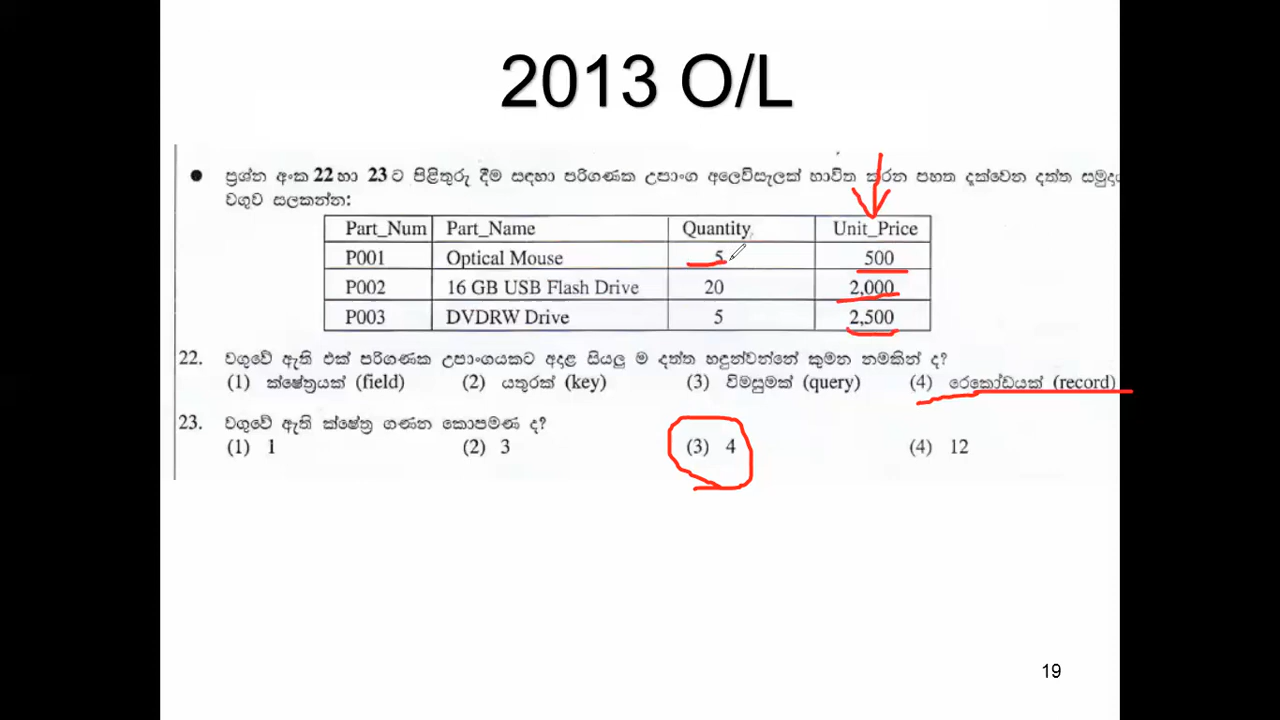 2013 O/L
● ප්‍රශ්න අංක 22 හා 23 ට පිළිතුරු දීම සඳහා පරිගණක උපාංග අලෙවිසැලක් භාවිත කරන පහත දැක්වෙන දත්ත
වගුව සලකන්න:
Part_Num Part_Name Quantity Unit_Price
P001 Optical Mouse 5 500
P002 16 GB USB Flash Drive 20 2,000
P003 DVDRW Drive 5 2,500
22. වගුවේ ඇති එක් පරිගණක උපාංගයකට අදාළ සියලු ම දත්ත හඳුන්වන්නේ කුමන නමකින් ද?
(1) ක්ෂේත්‍රයක් (field) (2) යතුරක් (key) (3) විමසුමක් (query) (4) රෙකෝඩයක් (record)
23. වගුවේ ඇති ක්ෂේත්‍ර ගණන කොපමණ ද?
(1) 1 (2) 3 (3) 4 (4) 12
19